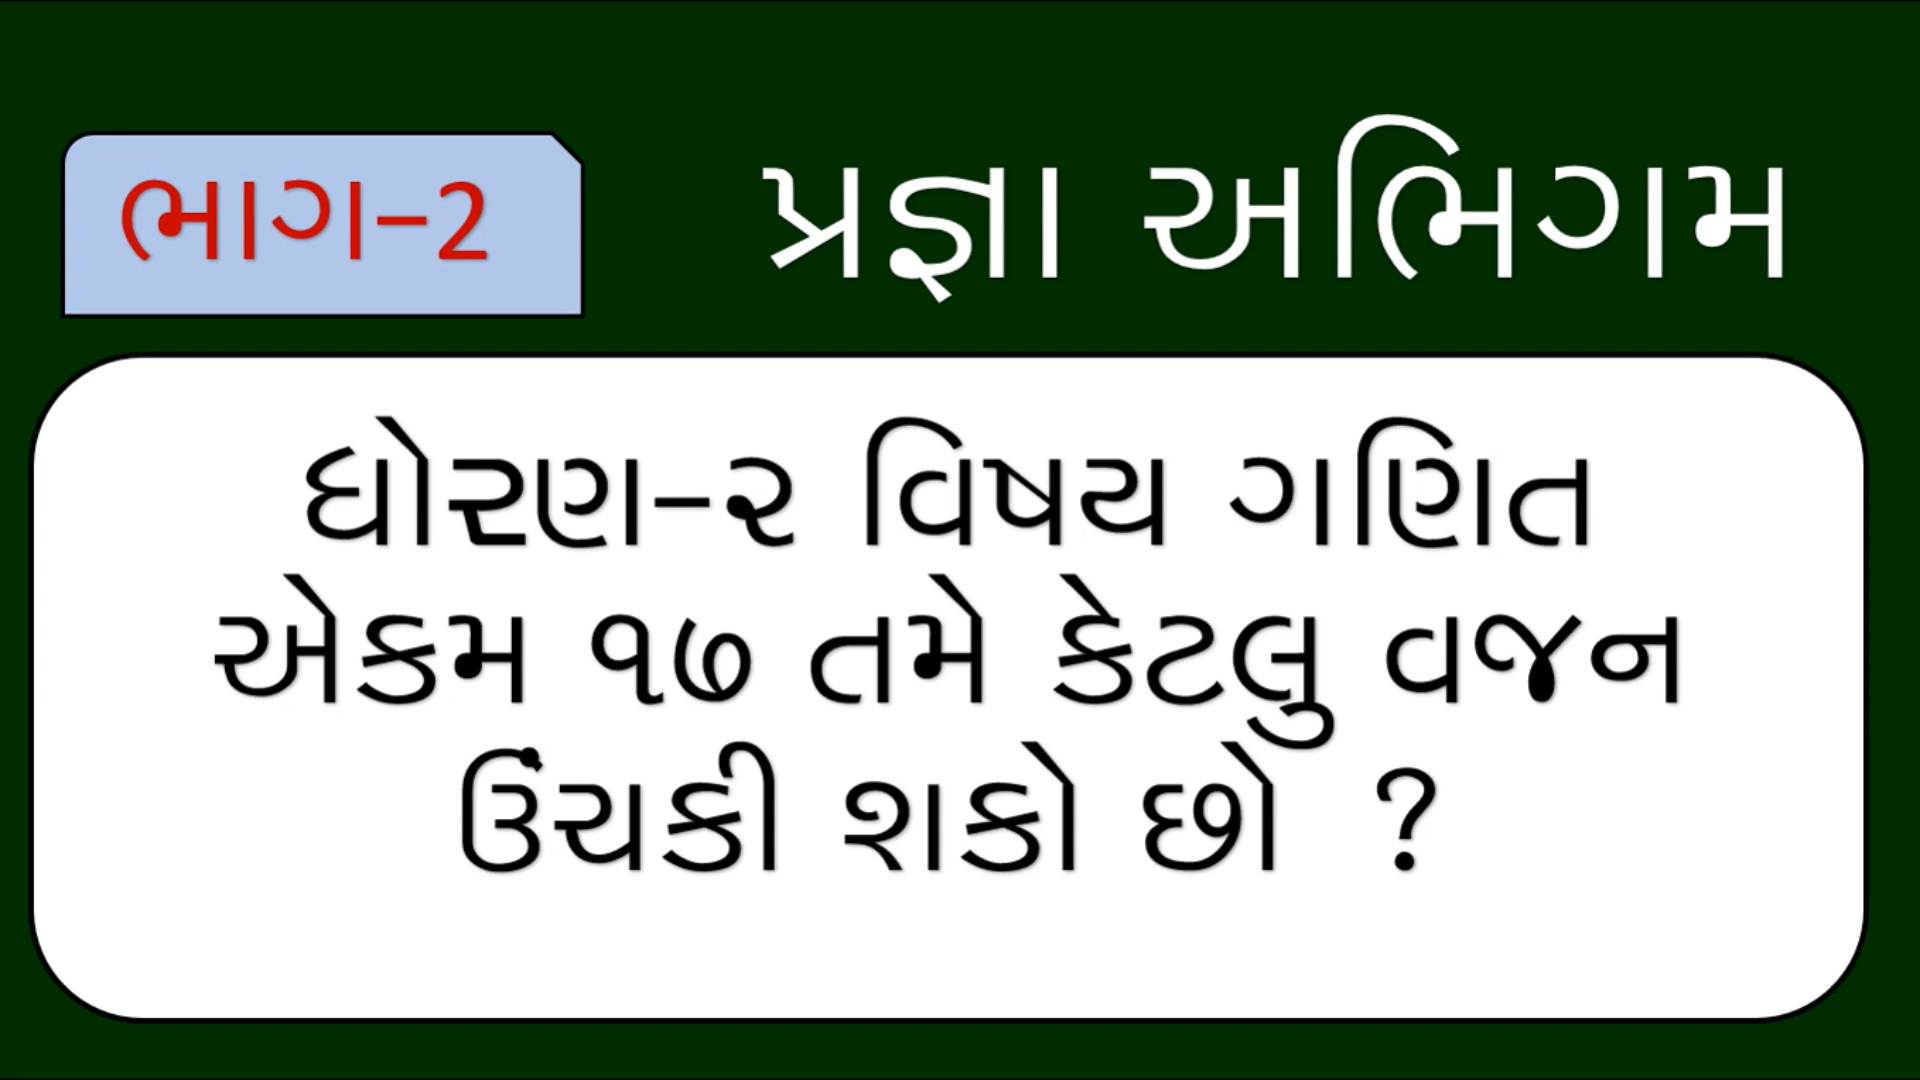 ભાગ-2
પ્રજ્ઞા અભિગમ
ધોરણ-૨ વિષય ગણિત
એકમ ૧૭ તમે કેટલુ વજન
ઉંચકી શકો છો ?